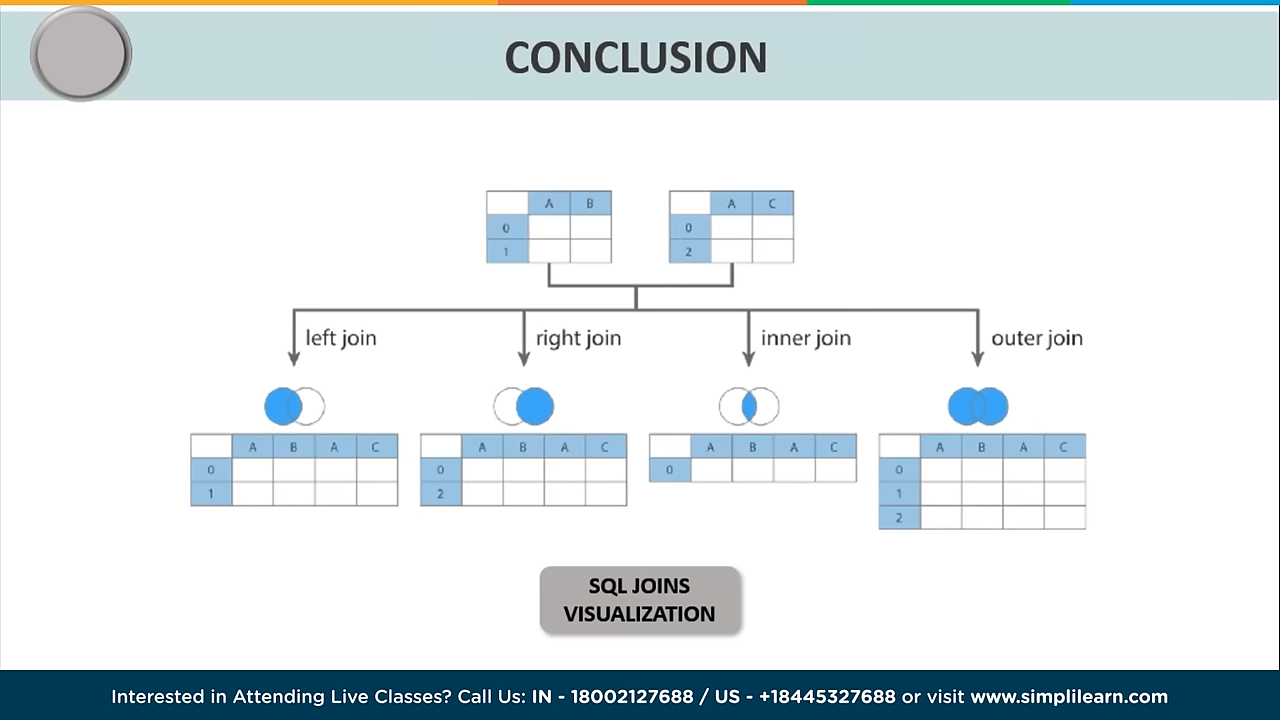 CONCLUSION
A B
0
1
A C
0
2
left join
right join
inner join
outer join
A B A C
0
1
A B A C
0
2
A B A C
0
A B A C
0
1
2
SQL JOINS
VISUALIZATION
Interested in Attending Live Classes? Call Us: IN - 18002127688 / US - +18445327688 or visit www.simplilearn.com